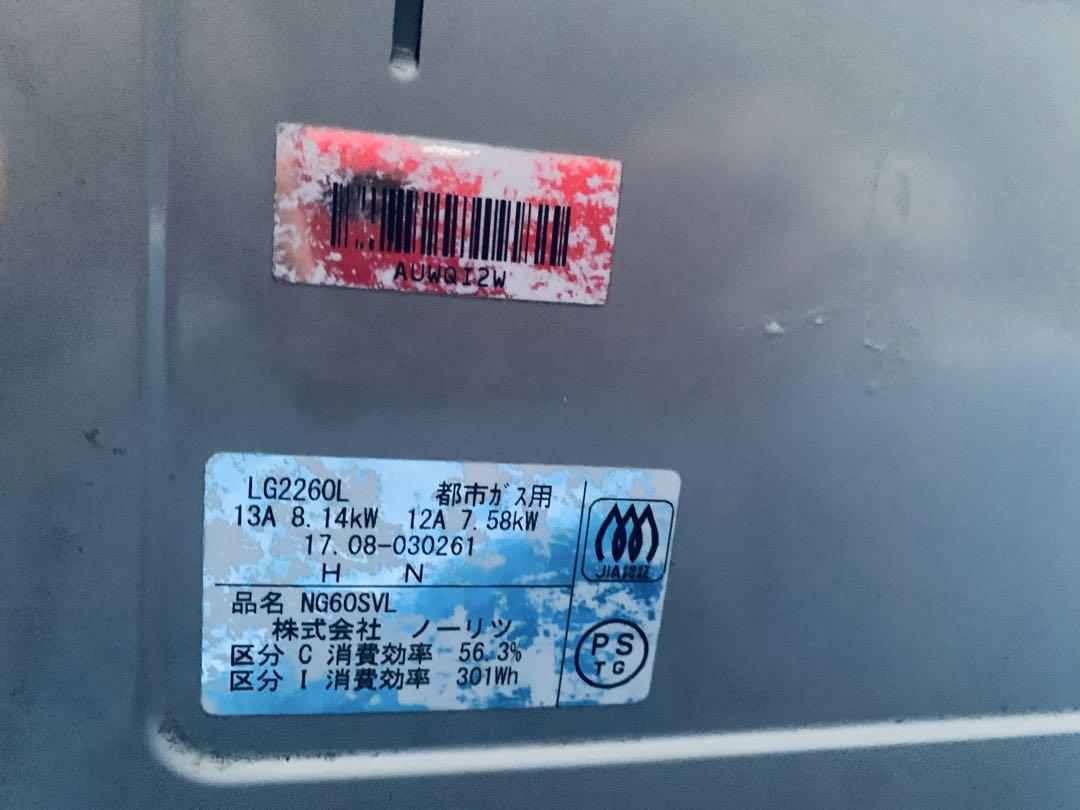 AUWQI2W
LG2260L 都市ガス用
13A 8.14kW 12A 7.58kW
17.08-030261
H N
JIA認証
品名 NG60SVL
株式会社 ノーリツ
区分 C 消費効率 56.3%
区分 I 消費効率 301Wh
PS
TG